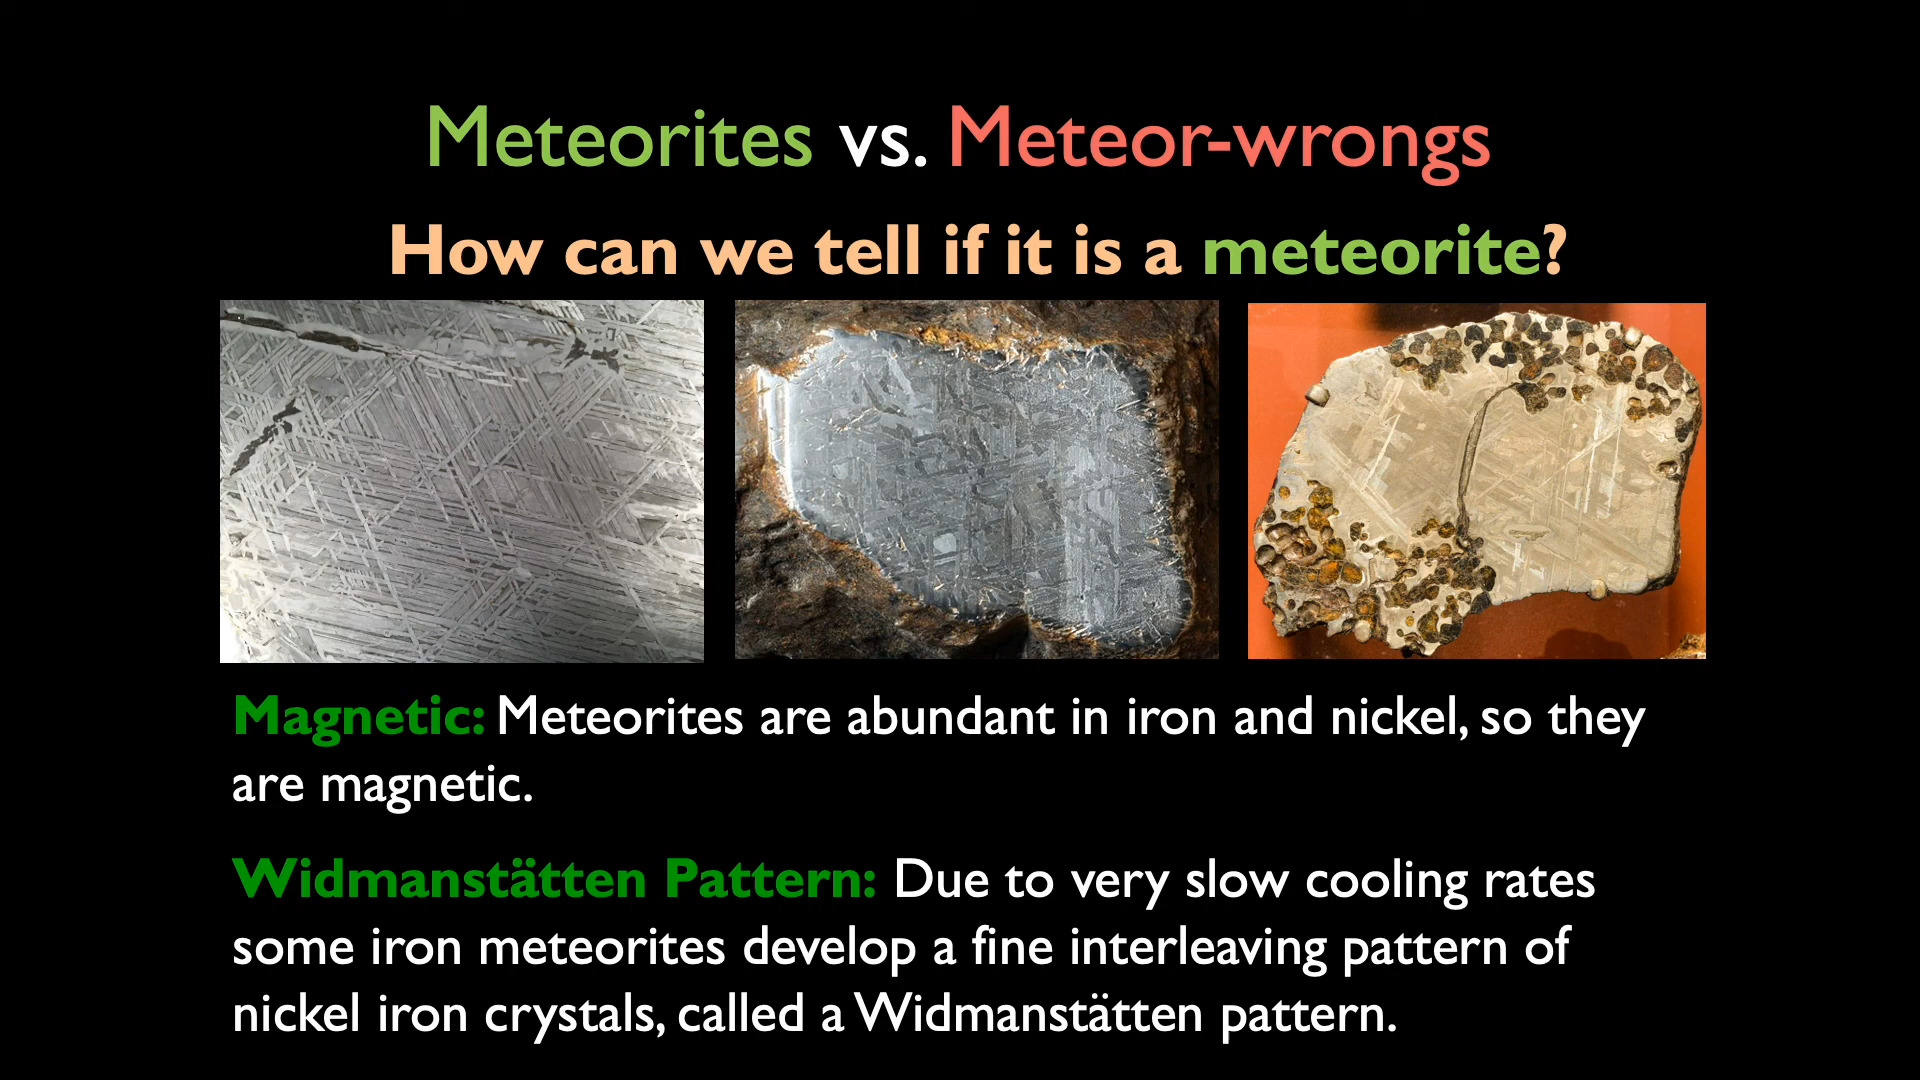 Meteorites vs. Meteor-wrongs
How can we tell if it is a meteorite?
Magnetic: Meteorites are abundant in iron and nickel, so they
are magnetic.
Widmanstätten Pattern: Due to very slow cooling rates
some iron meteorites develop a fine interleaving pattern of
nickel iron crystals, called a Widmanstätten pattern.